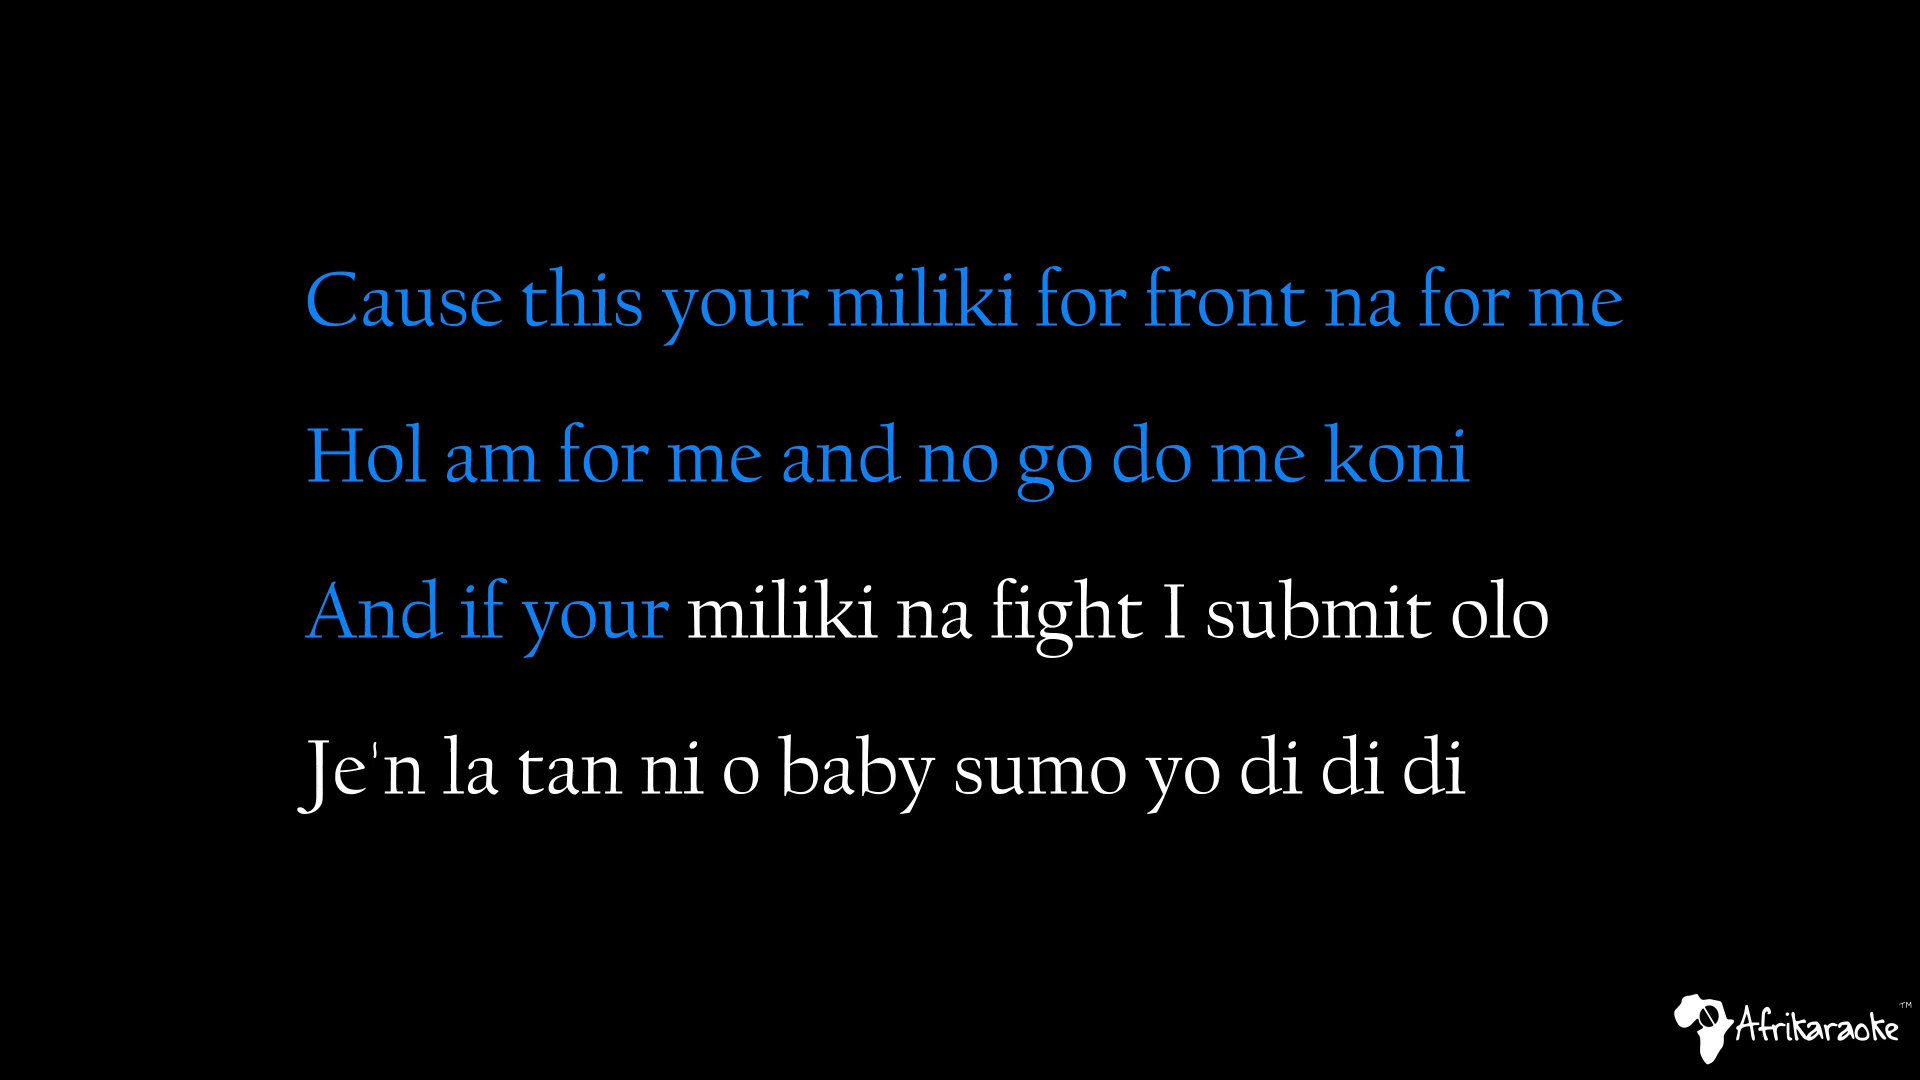 Cause this your miliki for front na for me
Hol am for me and no go do me koni
And if your miliki na fight I submit olo
Je'n la tan ni o baby sumo yo di di di
Afrikaraoke™